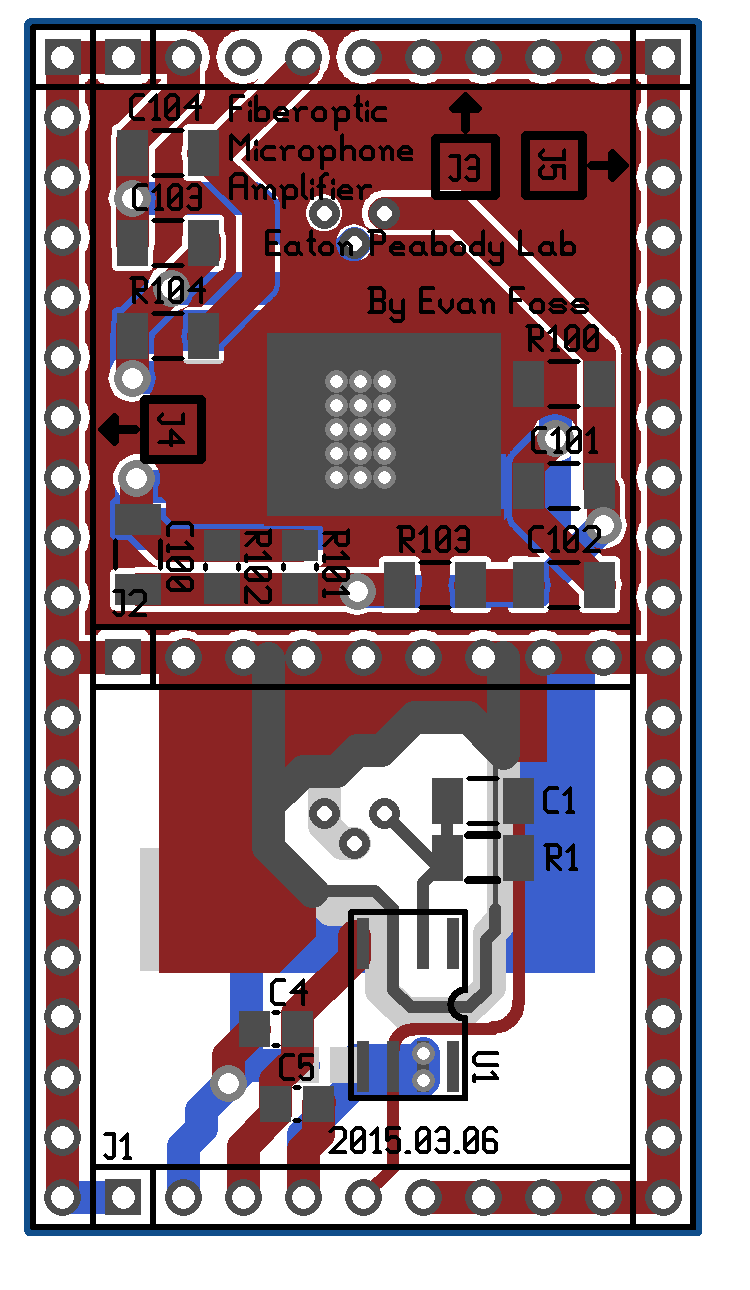 C104
Fiberoptic
Microphone
Amplifier
J3
J5
C103
Eaton Peabody Lab
R104
By Evan Foss
R100
J4
C101
C100
R102
R101
R103
C102
J2
C1
R1
C4
C5
U1
2015.03.06
J1